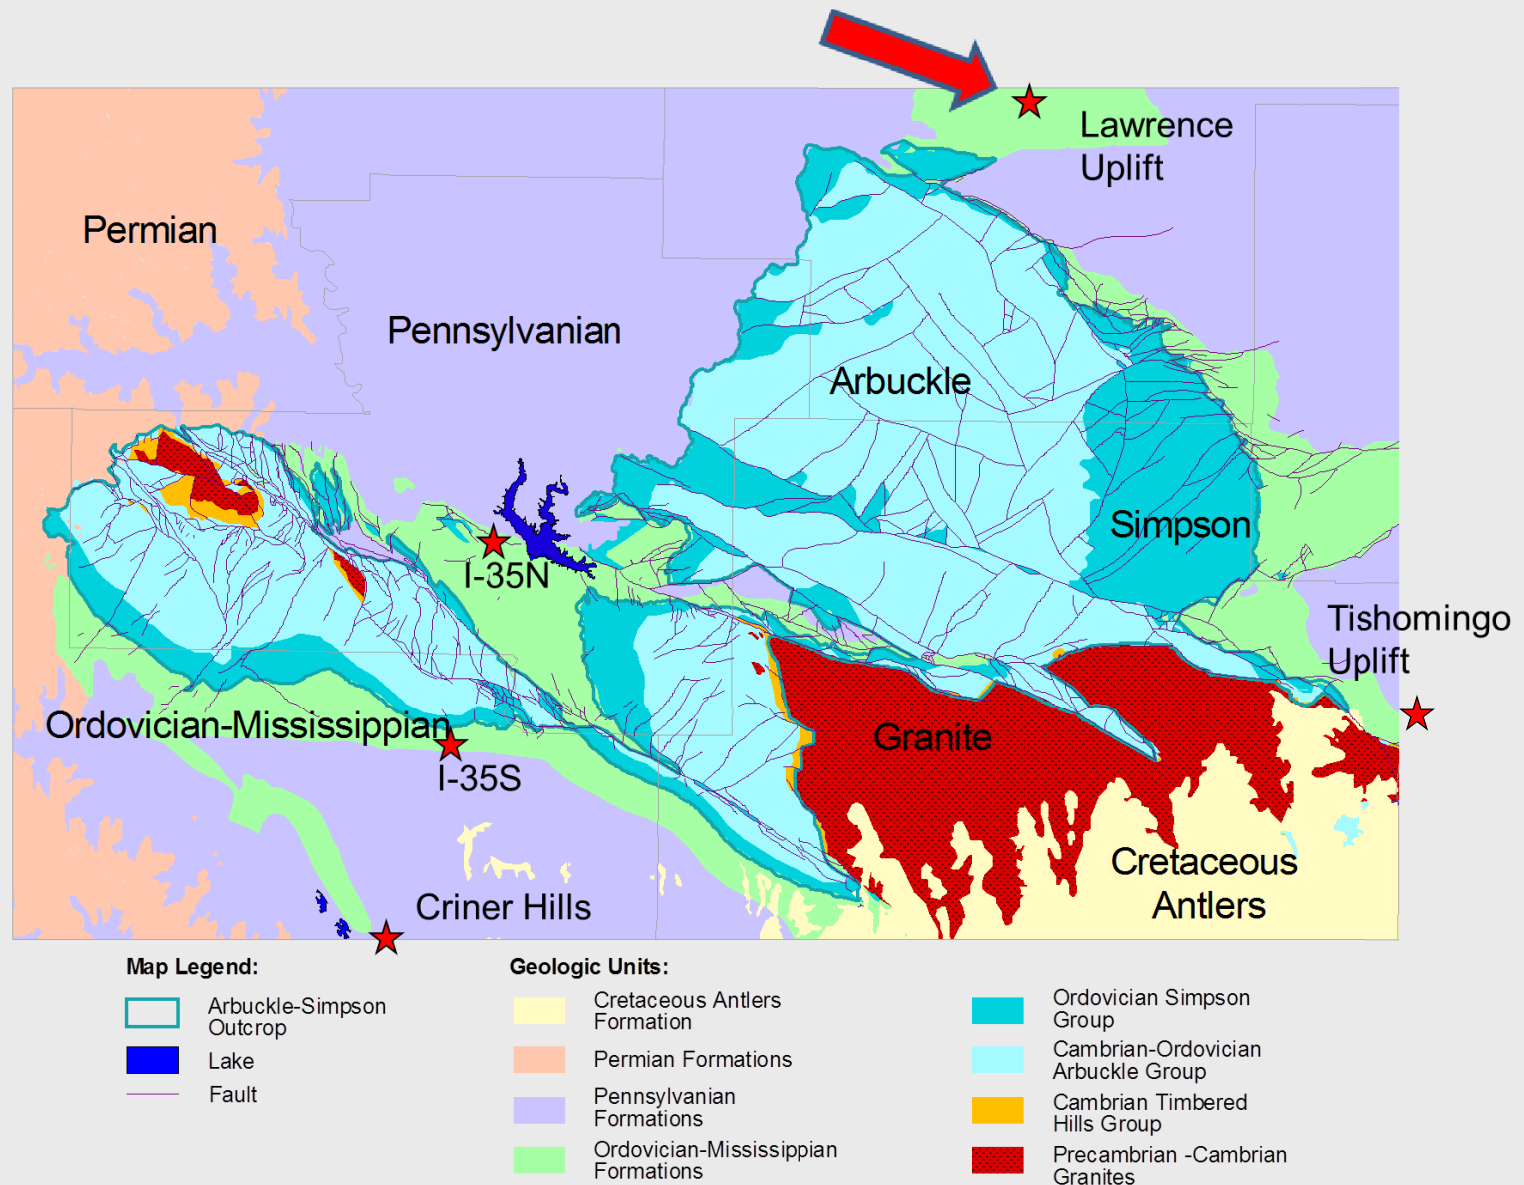 Lawrence
Uplift
Permian
Pennsylvanian
Arbuckle
Simpson
I-35N
Tishomingo
Uplift
Ordovician-Mississippian
Granite
I-35S
Cretaceous
Antlers
Criner Hills
Map Legend:
Arbuckle-Simpson
Outcrop
Lake
Fault
Geologic Units:
Cretaceous Antlers
Formation
Permian Formations
Pennsylvanian
Formations
Ordovician-Mississippian
Formations
Ordovician Simpson
Group
Cambrian-Ordovician
Arbuckle Group
Cambrian Timbered
Hills Group
Precambrian -Cambrian
Granites